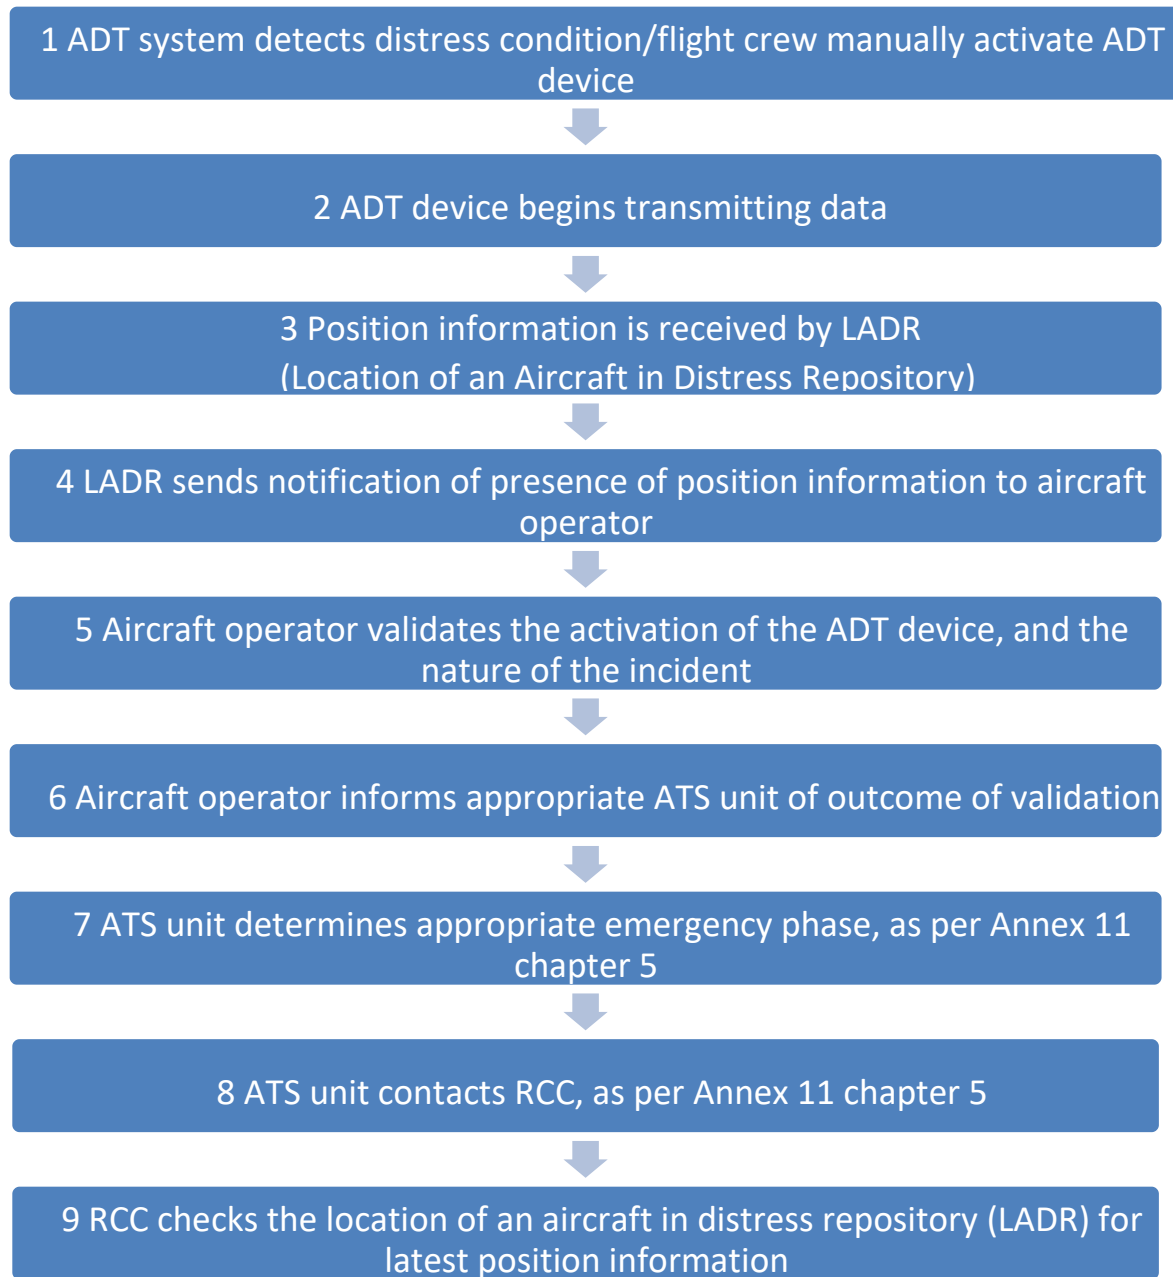 1 ADT system detects distress condition/flight crew manually activate ADT
device
2 ADT device begins transmitting data
3 Position information is received by LADR
(Location of an Aircraft in Distress Repository)
4 LADR sends notification of presence of position information to aircraft
operator
5 Aircraft operator validates the activation of the ADT device, and the
nature of the incident
6 Aircraft operator informs appropriate ATS unit of outcome of validation
7 ATS unit determines appropriate emergency phase, as per Annex 11
chapter 5
8 ATS unit contacts RCC, as per Annex 11 chapter 5
9 RCC checks the location of an aircraft in distress repository (LADR) for
latest position information